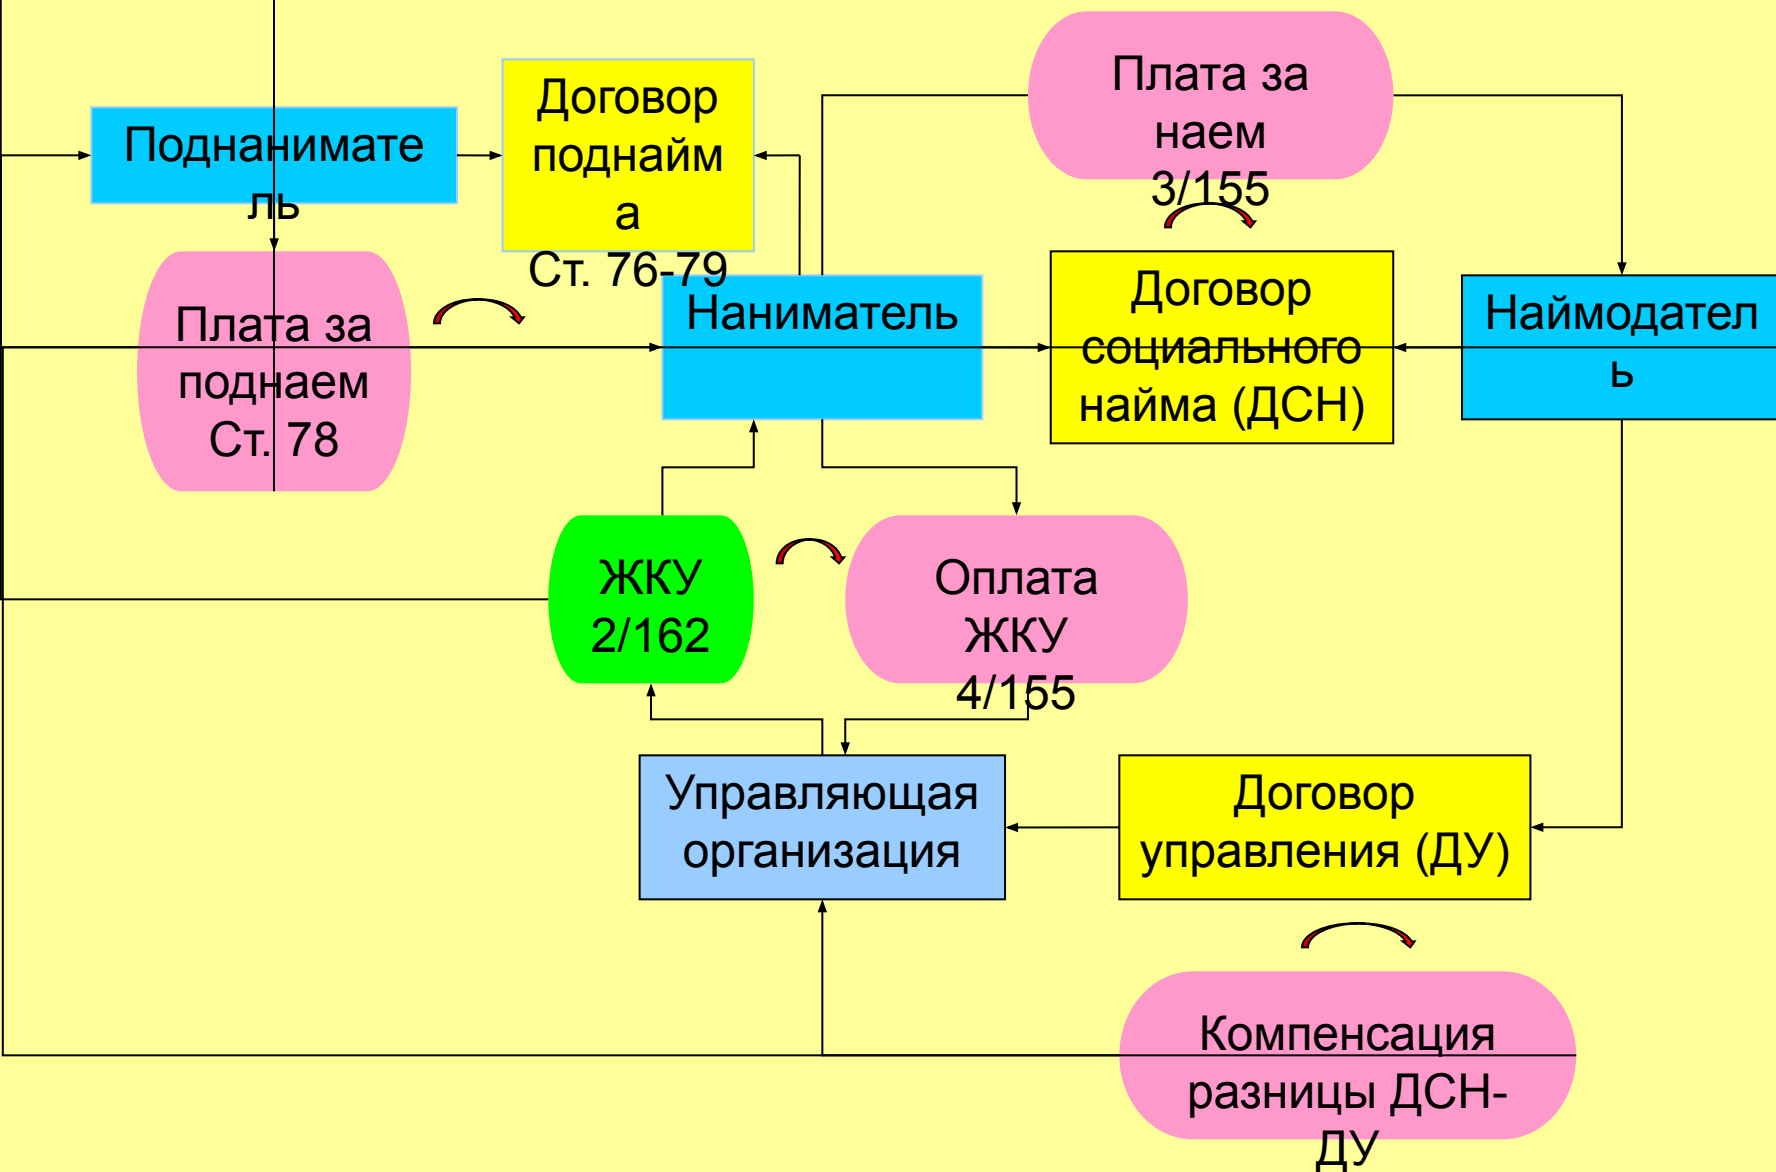 Поднанимате
ль
Договор
поднайм
а
Ст. 76-79
Плата за
наем
3/155
Плата за
поднаем
Ст. 78
Наниматель
Договор
социального
найма (ДСН)
Наймодател
ь
ЖКУ
2/162
Оплата
ЖКУ
4/155
Управляющая
организация
Договор
управления (ДУ)
Компенсация
разницы ДСН-
ДУ